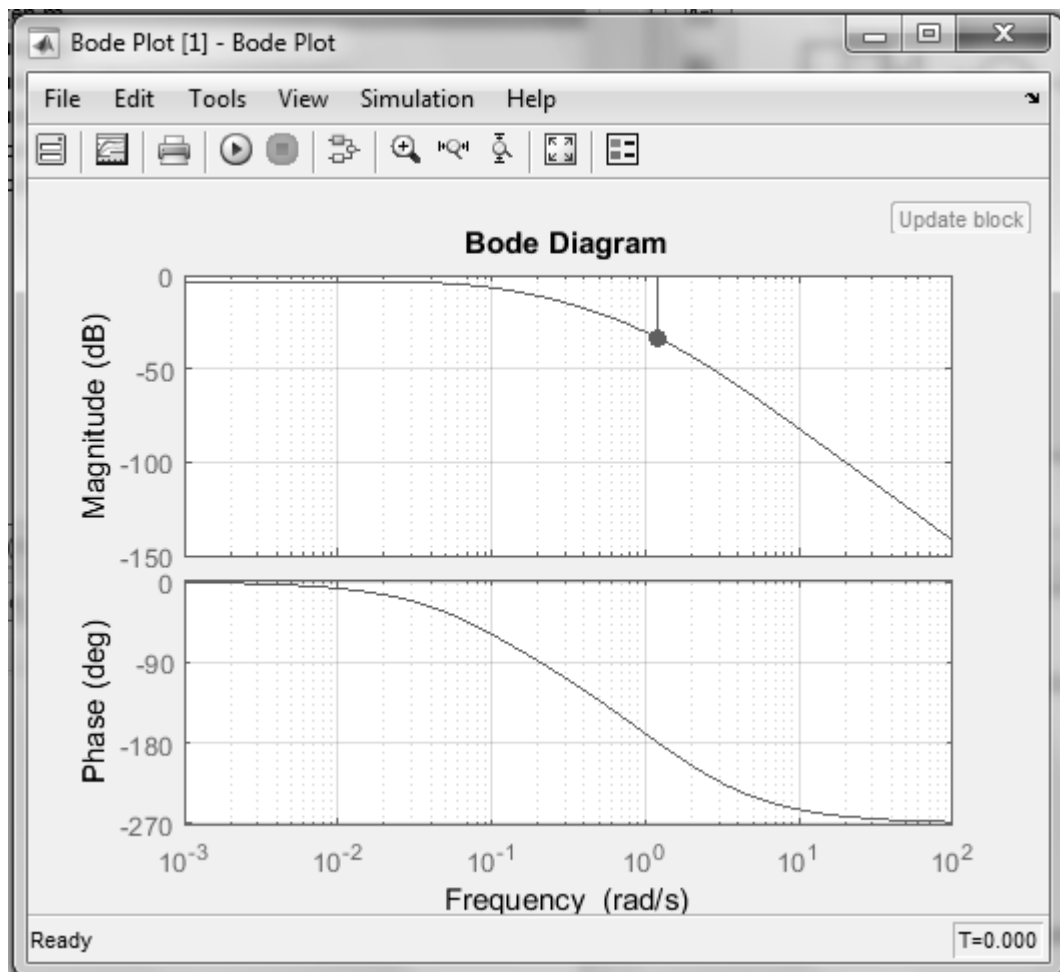 Bode Plot [1] - Bode Plot
File Edit Tools View Simulation Help
Update block
Bode Diagram
Magnitude (dB)
0
-50
-100
-150
Phase (deg)
0
-90
-180
-270
10^-3 10^-2 10^-1 10^0 10^1 10^2
Frequency (rad/s)
Ready T=0.000